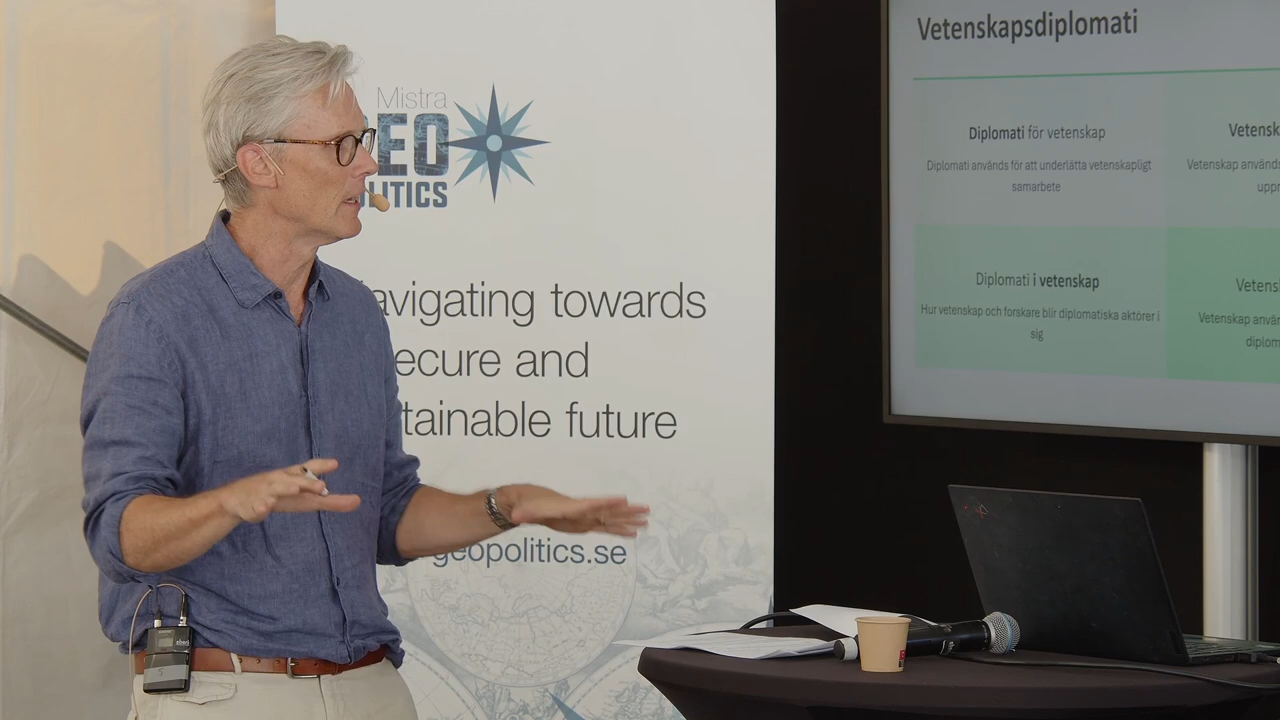 Mistra
EO
POLITICS
avigating towards
ecure and
tainable future
geopolitics.se
Vetenskapsdiplomati
Diplomati för vetenskap
Diplomati används för att underlätta vetenskapligt
samarbete
Vetensk
Vetenskap används
uppr
Diplomati i vetenskap
Hur vetenskap och forskare blir diplomatiska aktörer i
sig
Vetens
Vetenskap använ
diplom